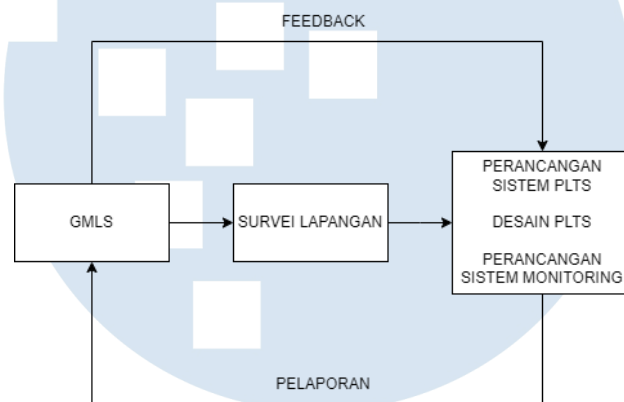 FEEDBACK
GMLS
SURVEI LAPANGAN
PERANCANGAN
SISTEM PLTS
DESAIN PLTS
PERANCANGAN
SISTEM MONITORING
PELAPORAN